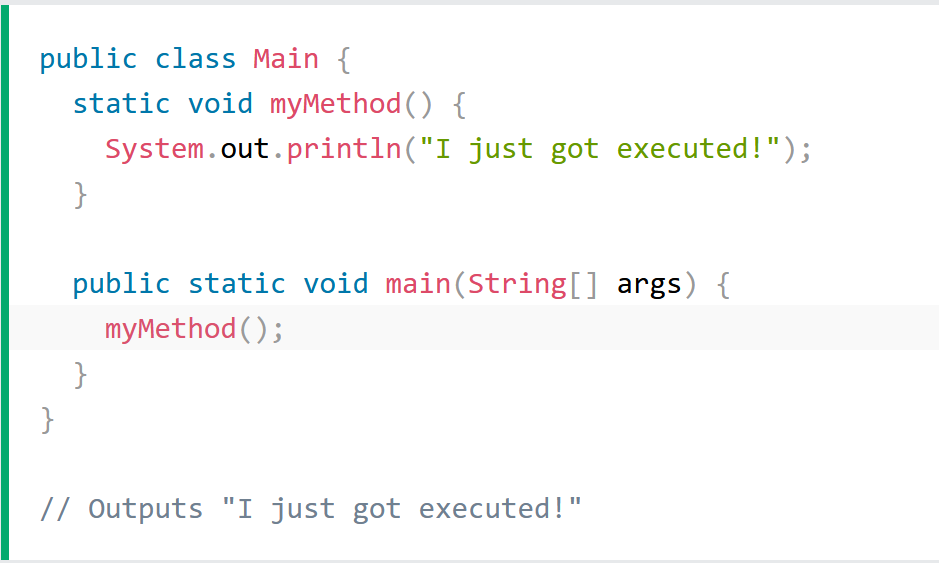 public class Main {
  static void myMethod() {
    System.out.println("I just got executed!");
  }
  public static void main(String[] args) {
    myMethod();
  }
}
// Outputs "I just got executed!"